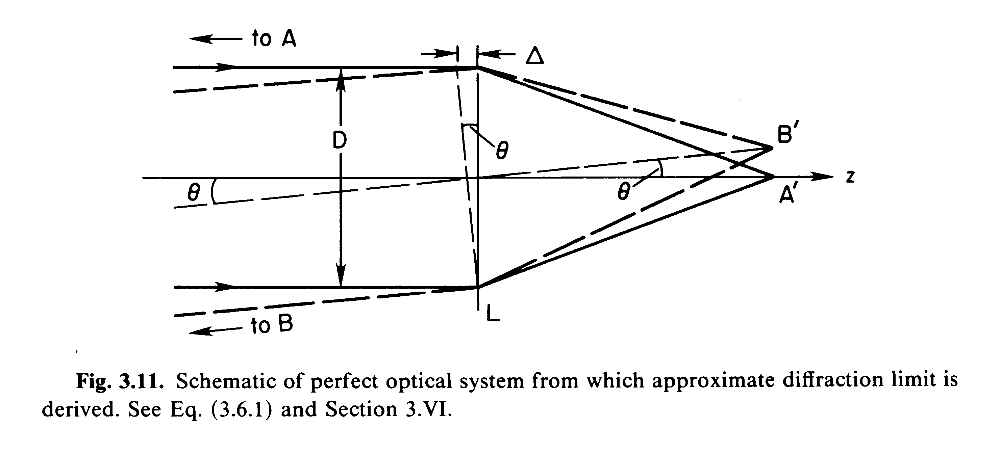 to A
Δ
D
θ
B′
θ
θ
A′
z
L
to B
Fig. 3.11. Schematic of perfect optical system from which approximate diffraction limit is
derived. See Eq. (3.6.1) and Section 3.VI.